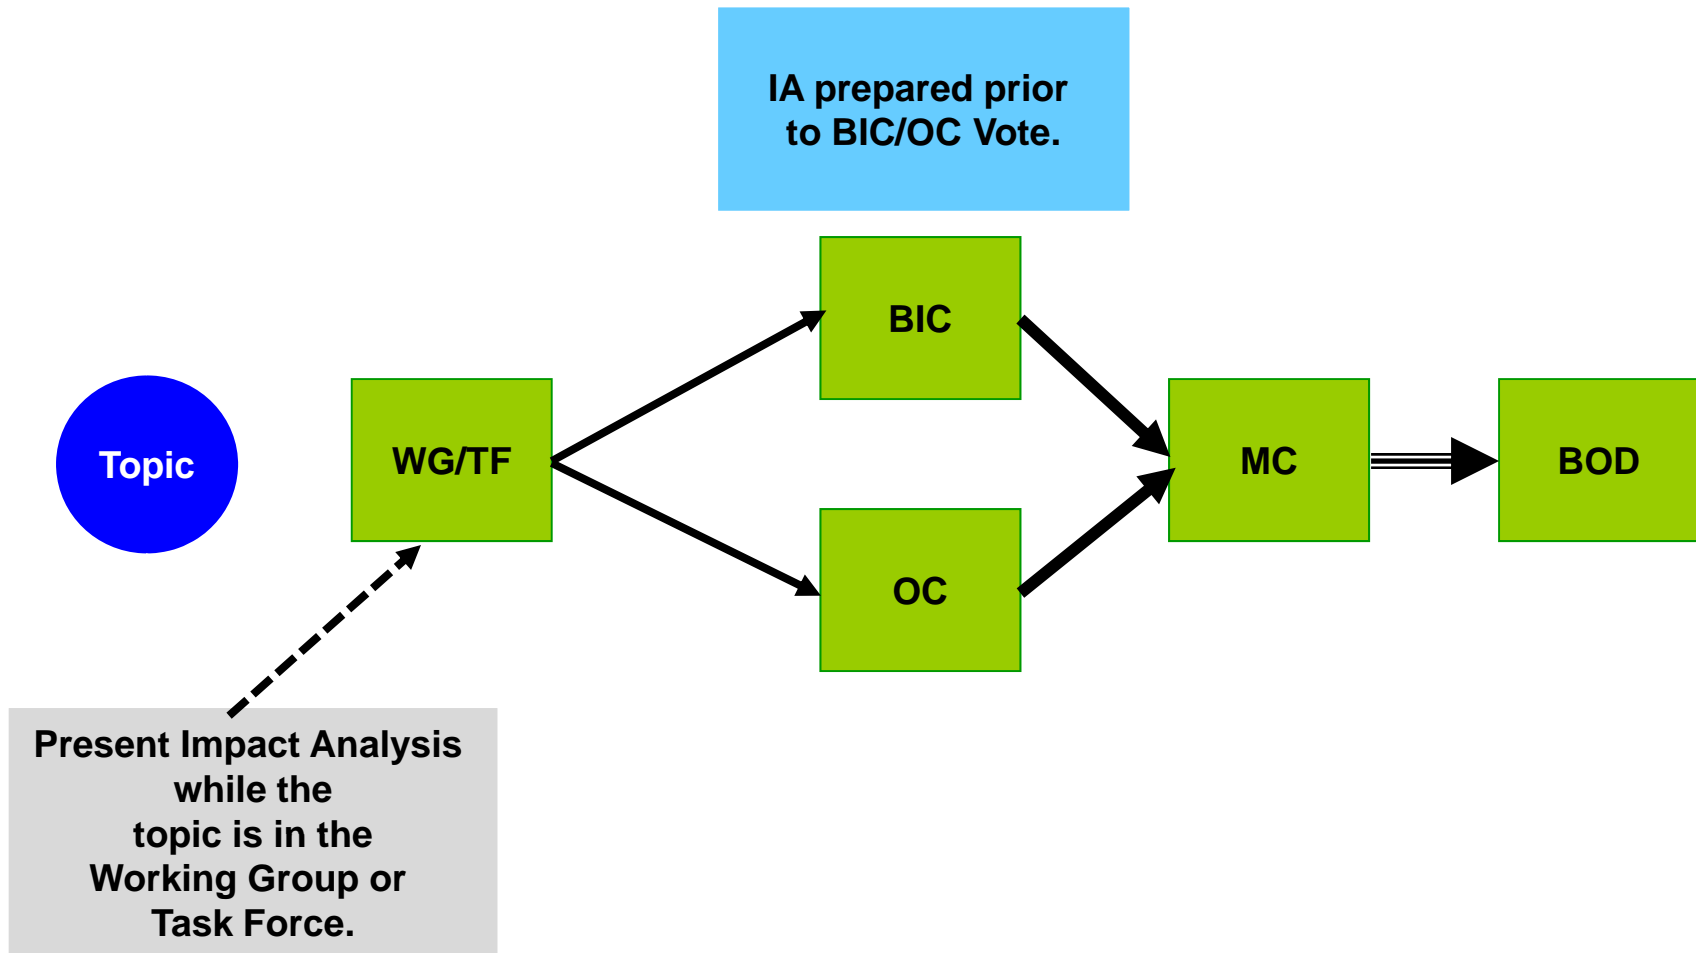 IA prepared prior
to BIC/OC Vote.
BIC
Topic
WG/TF
MC
BOD
OC
Present Impact Analysis
while the
topic is in the
Working Group or
Task Force.